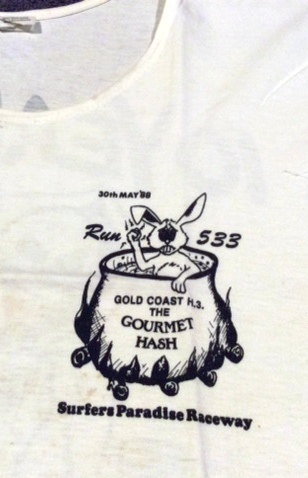 30th MAY '88
Run 533
GOLD COAST H.3.
THE
GOURMET
HASH
Surfers Paradise Raceway